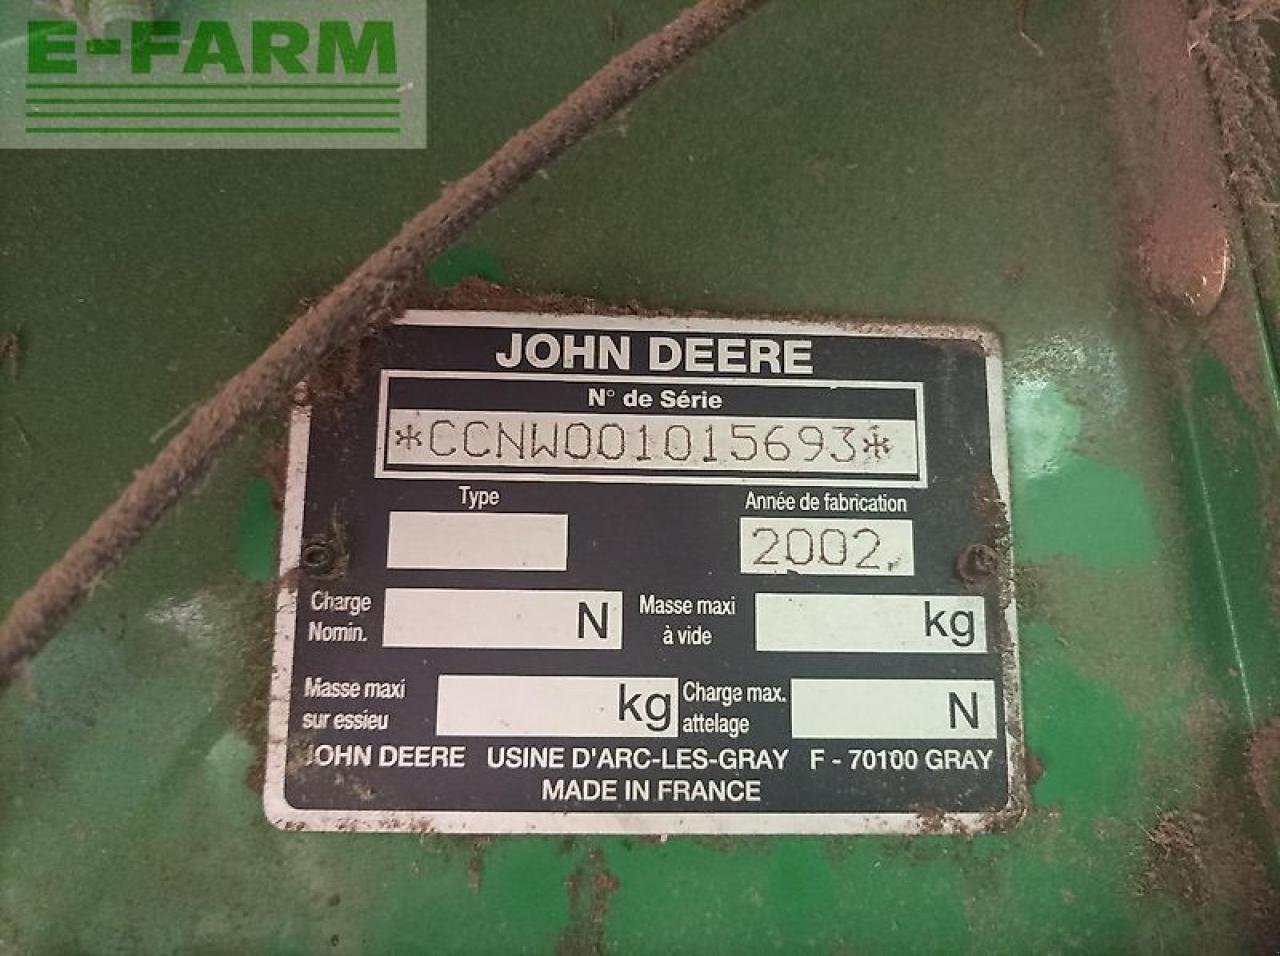 E-FARM
JOHN DEERE
N° de Série
*CCNW001015693*
Type
Année de fabrication
2002
Charge Nomin.
N
Masse maxi à vide
kg
Masse maxi sur essieu
kg
Charge max. attelage
N
JOHN DEERE USINE D'ARC-LES-GRAY F - 70100 GRAY
MADE IN FRANCE